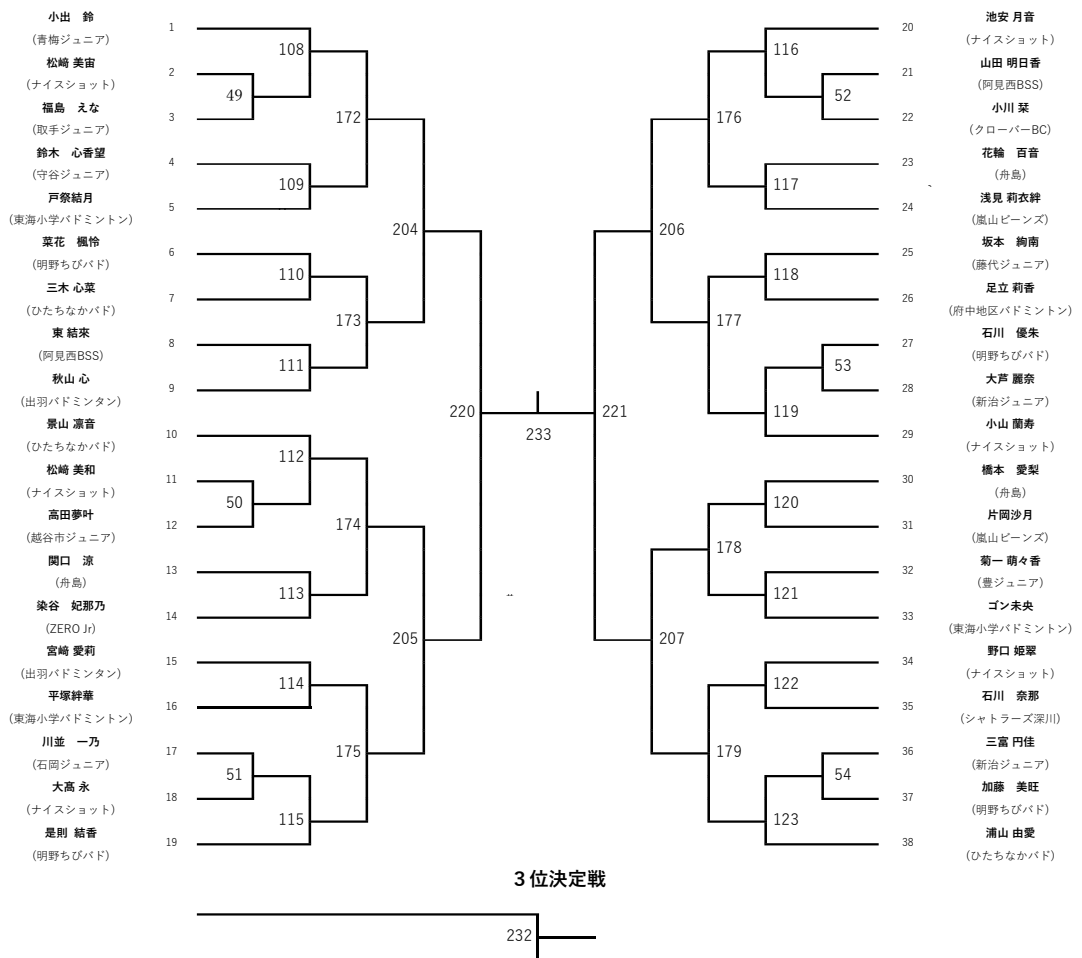 小出　鈴
(青梅ジュニア)
1
松﨑 美宙
(ナイスショット)
2
福島　えな
(取手ジュニア)
3
鈴木　心香望
(守谷ジュニア)
4
戸祭結月
(東海小学バドミントン)
5
菜花　楓怜
(明野ちびバド)
6
三木 心菜
(ひたちなかバド)
7
東 結來
(阿見西BSS)
8
秋山 心
(出羽バドミンタン)
9
景山 凛音
(ひたちなかバド)
10
松﨑 美和
(ナイスショット)
11
高田夢叶
(越谷市ジュニア)
12
関口　涼
(舟島)
13
染谷　妃那乃
(ZERO Jr)
14
宮﨑 愛莉
(出羽バドミンタン)
15
平塚絆華
(東海小学バドミントン)
16
川並　一乃
(石岡ジュニア)
17
大髙 永
(ナイスショット)
18
是則 結香
(明野ちびバド)
19
108
49
172
109
204
110
173
111
220
112
50
174
113
205
114
175
51
115
233
221
116
52
176
117
206
118
177
53
119
120
178
121
207
122
179
54
123
20
池安 月音
(ナイスショット)
21
山田 明日香
(阿見西BSS)
22
小川 栞
(クローバーBC)
23
花輪　百音
(舟島)
24
浅見 莉衣絆
(嵐山ビーンズ)
25
坂本　絢南
(藤代ジュニア)
26
足立 莉香
(府中地区バドミントン)
27
石川　優朱
(明野ちびバド)
28
大芦 麗奈
(新治ジュニア)
29
小山 蘭寿
(ナイスショット)
30
橋本　愛梨
(舟島)
31
片岡沙月
(嵐山ビーンズ)
32
菊一 萌々香
(豊ジュニア)
33
ゴン未央
(東海小学バドミントン)
34
野口 姫翠
(ナイスショット)
35
石川　奈那
(シャトラーズ深川)
36
三富 円佳
(新治ジュニア)
37
加藤　美旺
(明野ちびバド)
38
浦山 由愛
(ひたちなかバド)
３位決定戦
232